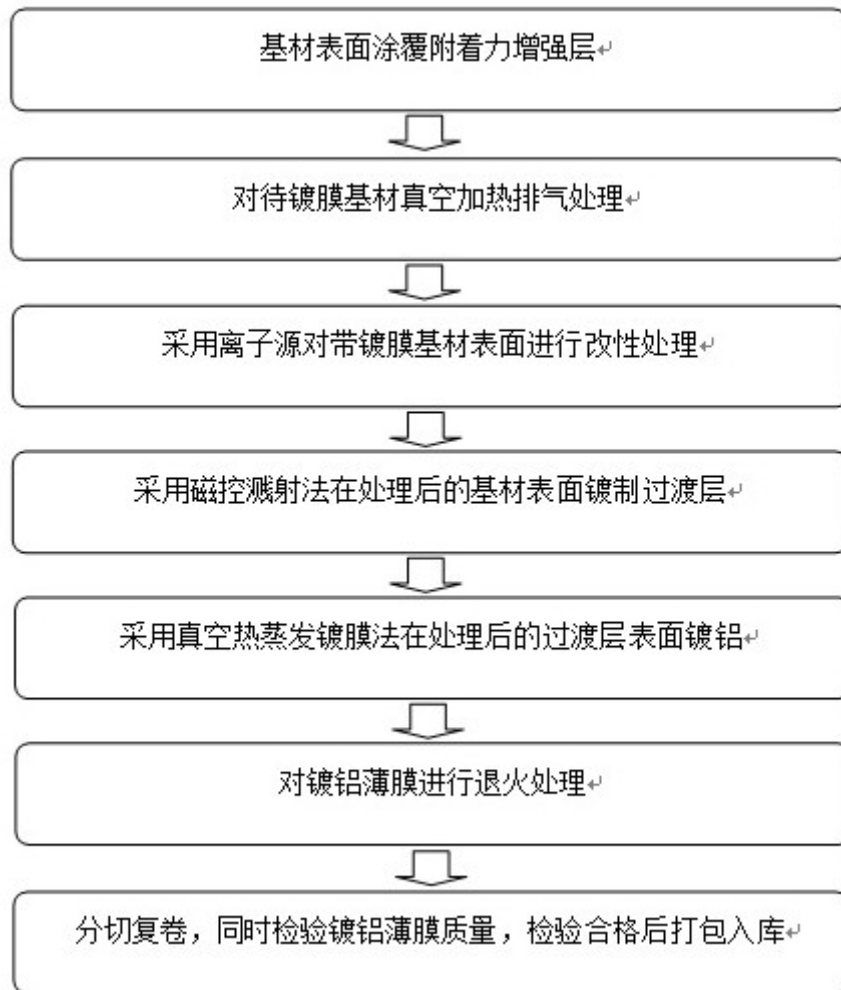 基材表面涂覆附着力增强层↵
对待镀膜基材真空加热排气处理↵
采用离子源对带镀膜基材表面进行改性处理↵
采用磁控溅射法在处理后的基材表面镀制过渡层↵
采用真空热蒸发镀膜法在处理后的过渡层表面镀铝↵
对镀铝薄膜进行退火处理↵
分切复卷，同时检验镀铝薄膜质量，检验合格后打包入库↵